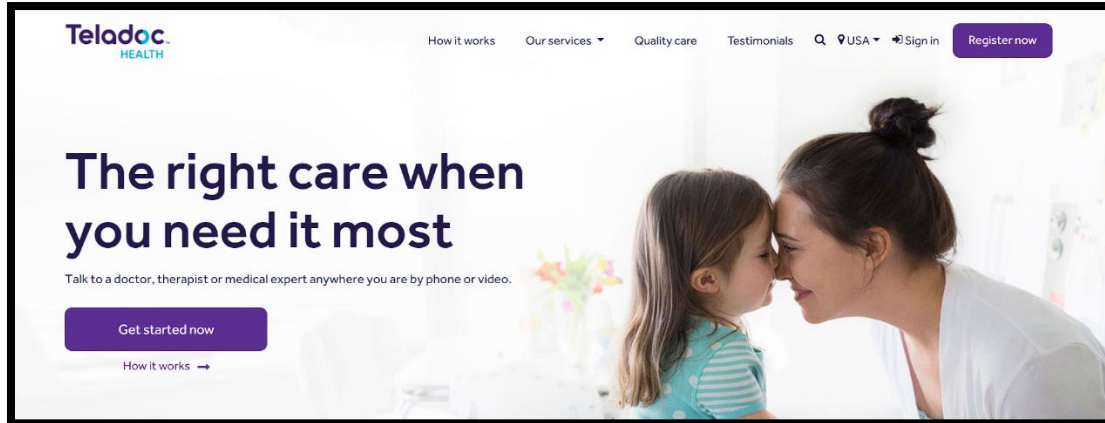 Teladoc
HEALTH
How it works Our services Quality care Testimonials USA Sign in Register now
The right care when
you need it most
Talk to a doctor, therapist or medical expert anywhere you are by phone or video.
Get started now
How it works →